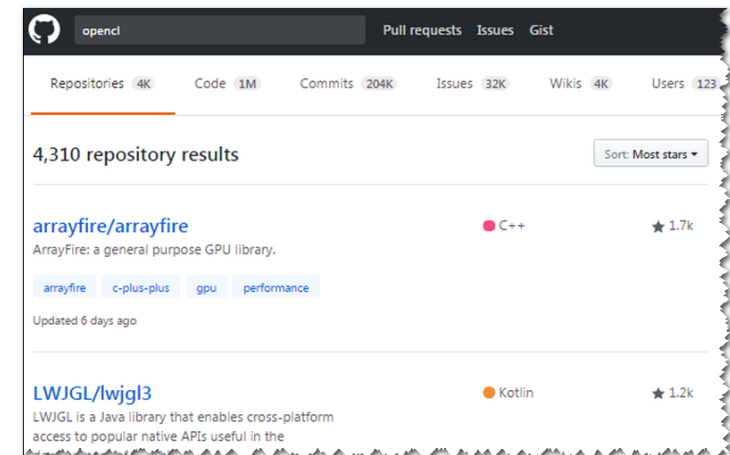 opencl Pull requests Issues Gist
Repositories 4K Code 1M Commits 204K Issues 32K Wikis 4K Users 123
4,310 repository results Sort: Most stars
arrayfire/arrayfire C++ 1.7k
ArrayFire: a general purpose GPU library.
arrayfire c-plus-plus gpu performance
Updated 6 days ago
LWJGL/lwjgl3 Kotlin 1.2k
LWJGL is a Java library that enables cross-platform
access to popular native APIs useful in the